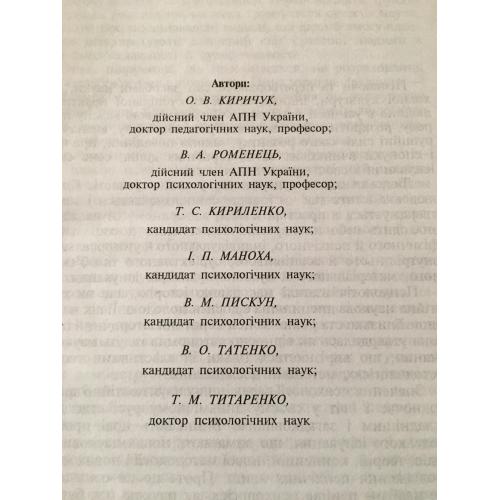 Автори:
О. В. КИРИЧУК,
дійсний член АПН України,
доктор педагогічних наук, професор;
В. А. РОМЕНЕЦЬ,
дійсний член АПН України,
доктор психологічних наук, професор;
Т. С. КИРИЛЕНКО,
кандидат психологічних наук;
І. П. МАНОХА,
кандидат психологічних наук;
В. М. ПИСКУН,
кандидат психологічних наук;
В. О. ТАТЕНКО,
кандидат психологічних наук;
Т. М. ТИТАРЕНКО,
доктор психологічних наук